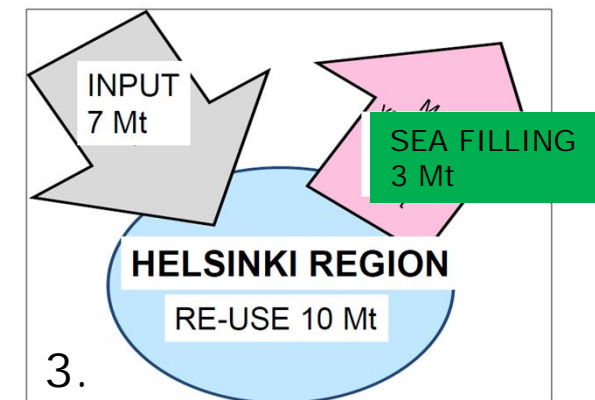 INPUT
7 Mt
SEA FILLING
3 Mt
HELSINKI REGION
RE-USE 10 Mt
3.